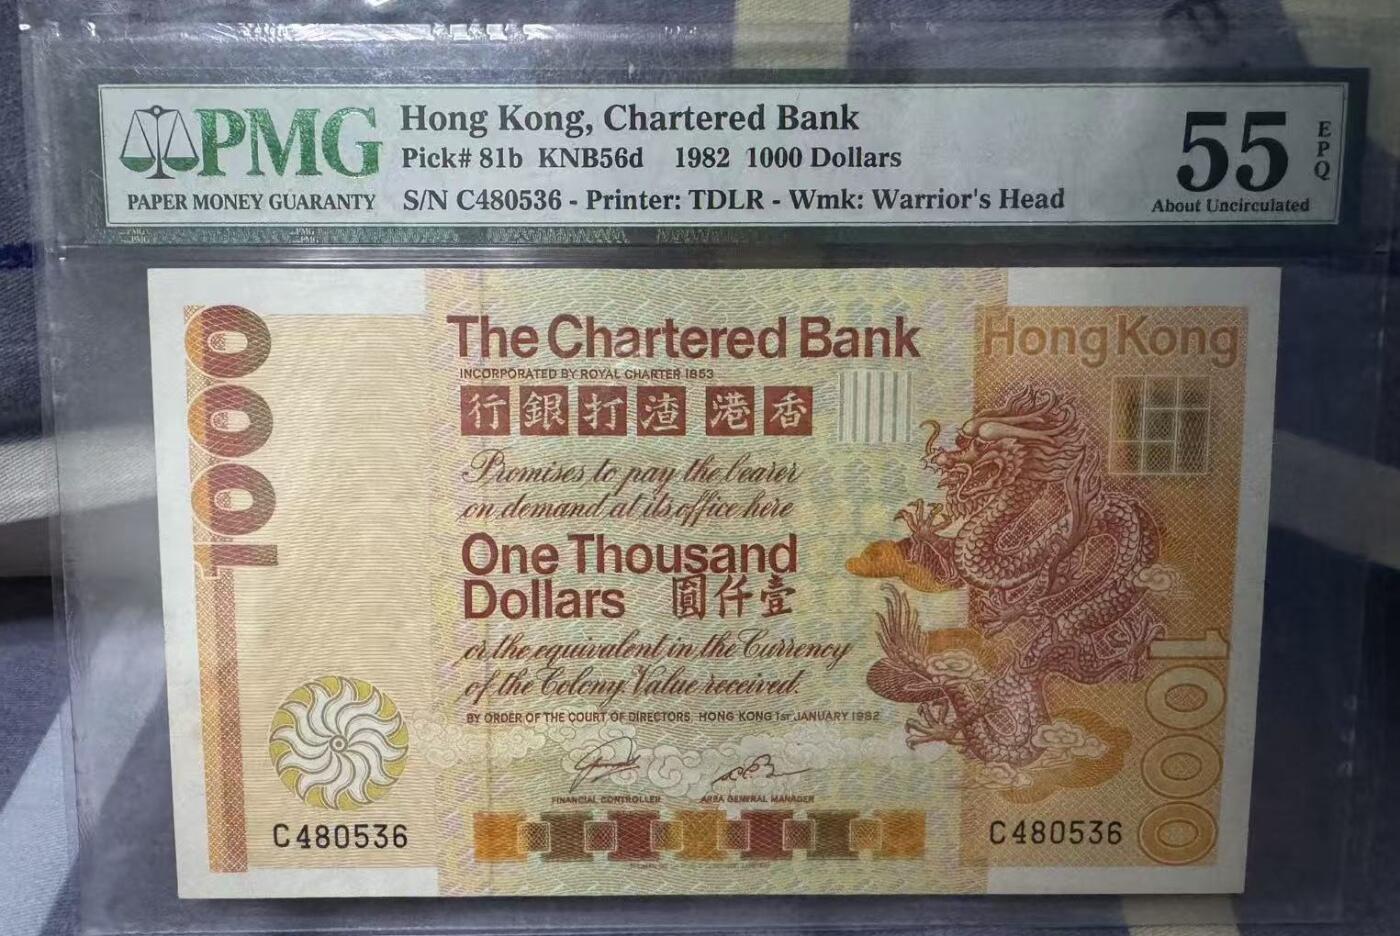 PMG
PAPER MONEY GUARANTY
Hong Kong, Chartered Bank
Pick# 81b KNB56d 1982 1000 Dollars
S/N C480536 - Printer: TDLR - Wmk: Warrior's Head
55
EPQ
About Uncirculated
1000
The Chartered Bank
INCORPORATED BY ROYAL CHARTER 1853
行銀打渣 港香
Hong Kong
Promises to pay the bearer
on demand at its office here
One Thousand
Dollars 圓仟壹
or the equivalent in the Currency
of the Colony. Value received.
BY ORDER OF THE COURT OF DIRECTORS, HONG KONG 1ST JANUARY 1982
FINANCIAL CONTROLLER
AREA GENERAL MANAGER
C480536
C480536
1000